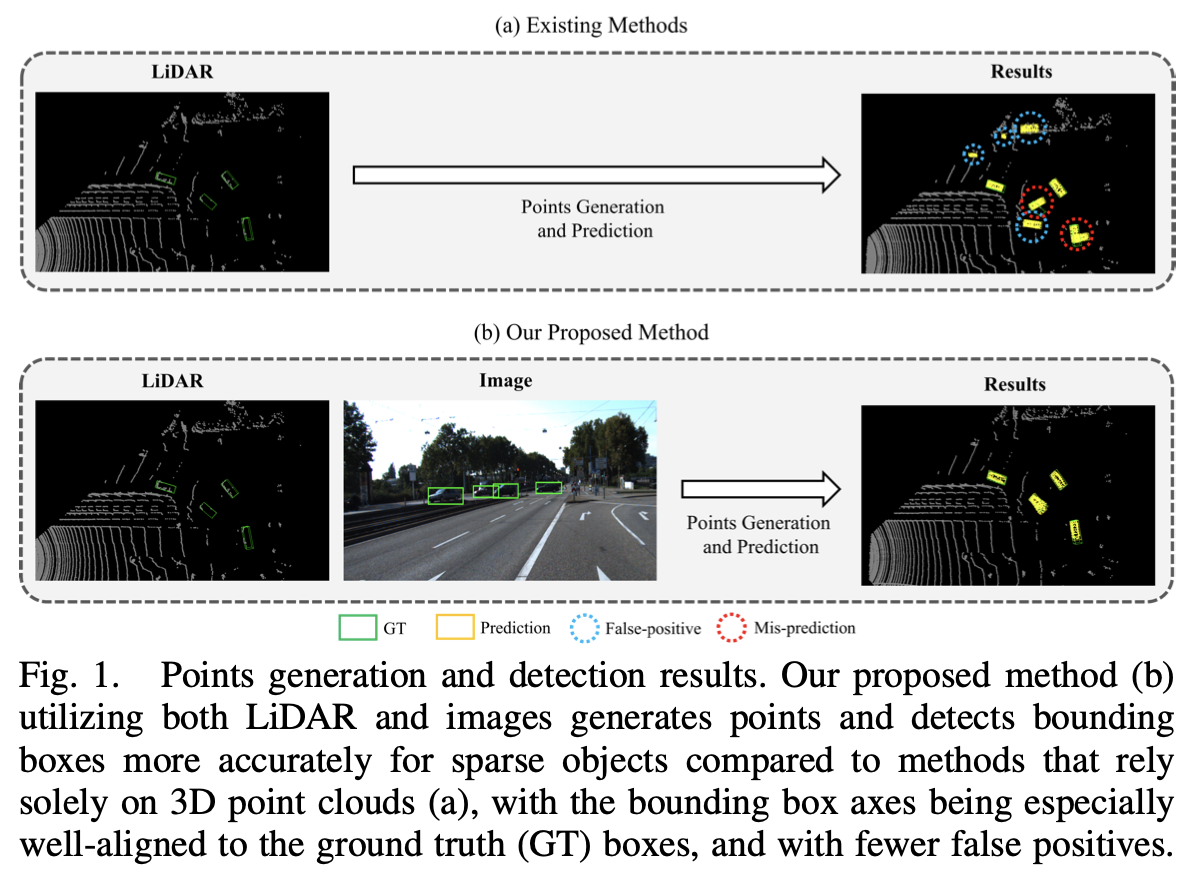 (a) Existing Methods
LiDAR
Results
Points Generation
and Prediction
(b) Our Proposed Method
LiDAR
Image
Results
Points Generation
and Prediction
GT
Prediction
False-positive
Mis-prediction
Fig. 1. Points generation and detection results. Our proposed method (b)
utilizing both LiDAR and images generates points and detects bounding
boxes more accurately for sparse objects compared to methods that rely
solely on 3D point clouds (a), with the bounding box axes being especially
well-aligned to the ground truth (GT) boxes, and with fewer false positives.